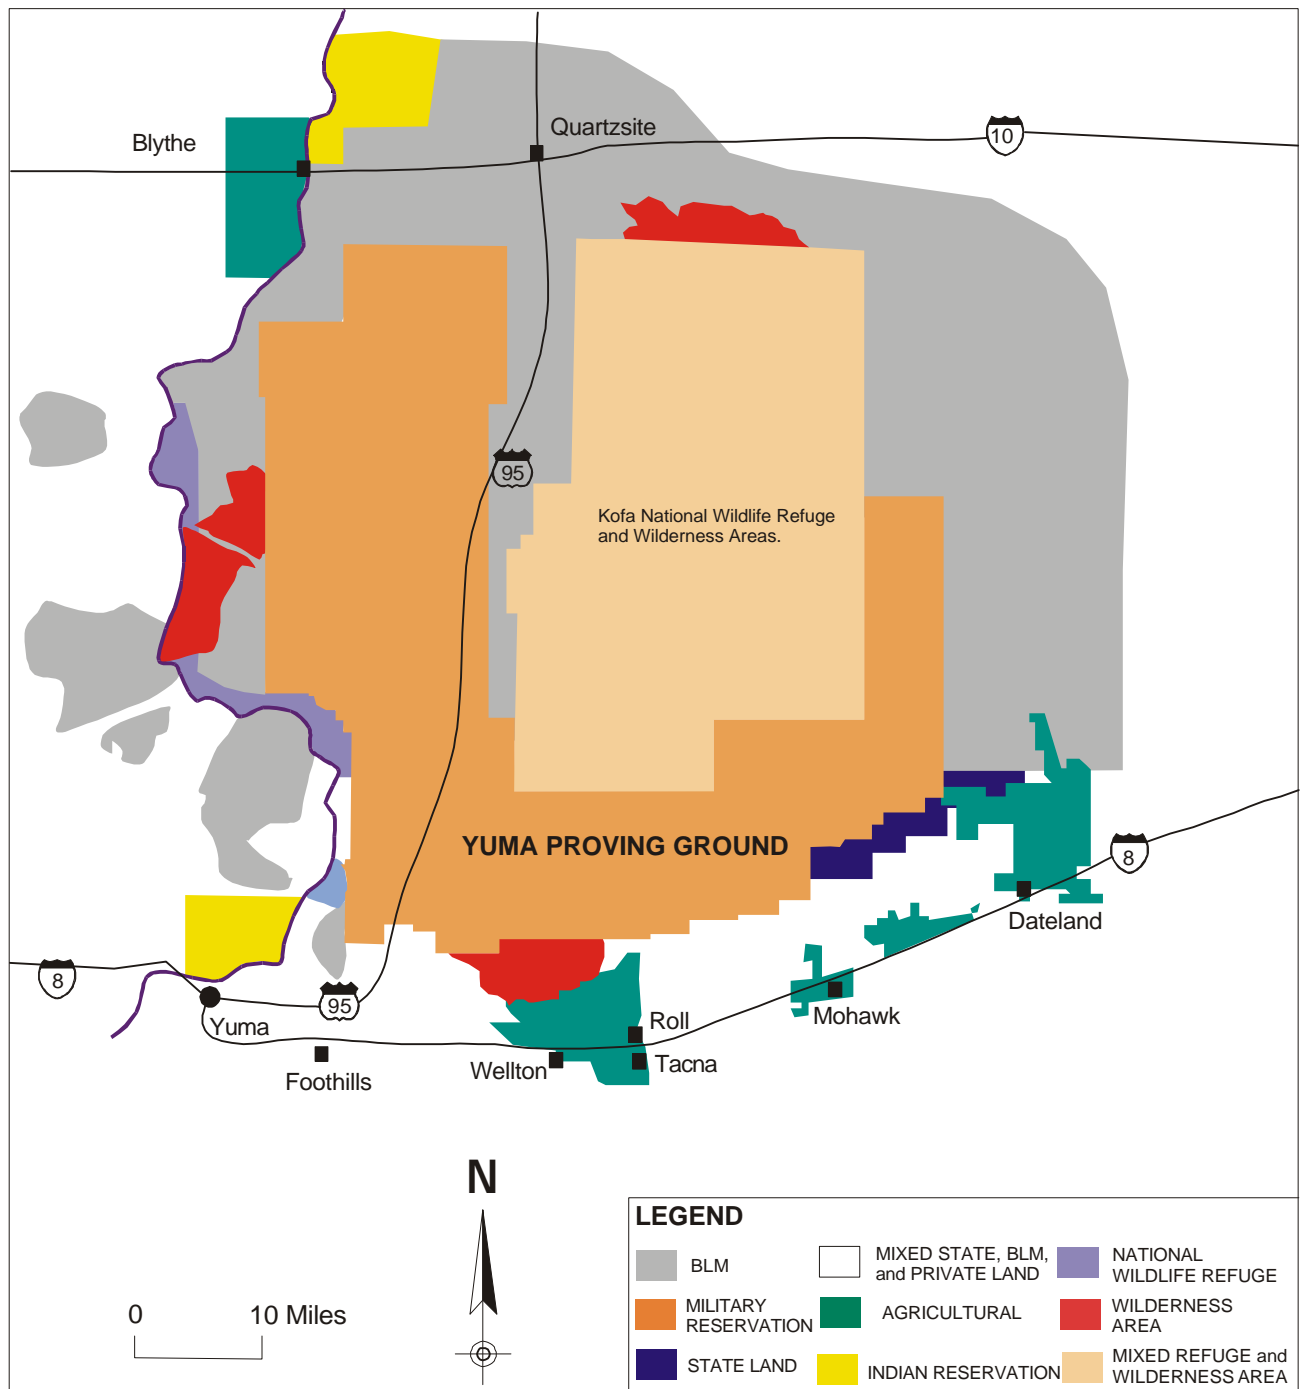 Blythe
Quartzsite
10
95
Kofa National Wildlife Refuge
and Wilderness Areas.
YUMA PROVING GROUND
8
Dateland
8
95
Yuma
Mohawk
Roll
Wellton
Tacna
Foothills
N
0 10 Miles
LEGEND
BLM
MIXED STATE, BLM,
and PRIVATE LAND
NATIONAL
WILDLIFE REFUGE
MILITARY
RESERVATION
AGRICULTURAL
WILDERNESS
AREA
STATE LAND
INDIAN RESERVATION
MIXED REFUGE and
WILDERNESS AREA